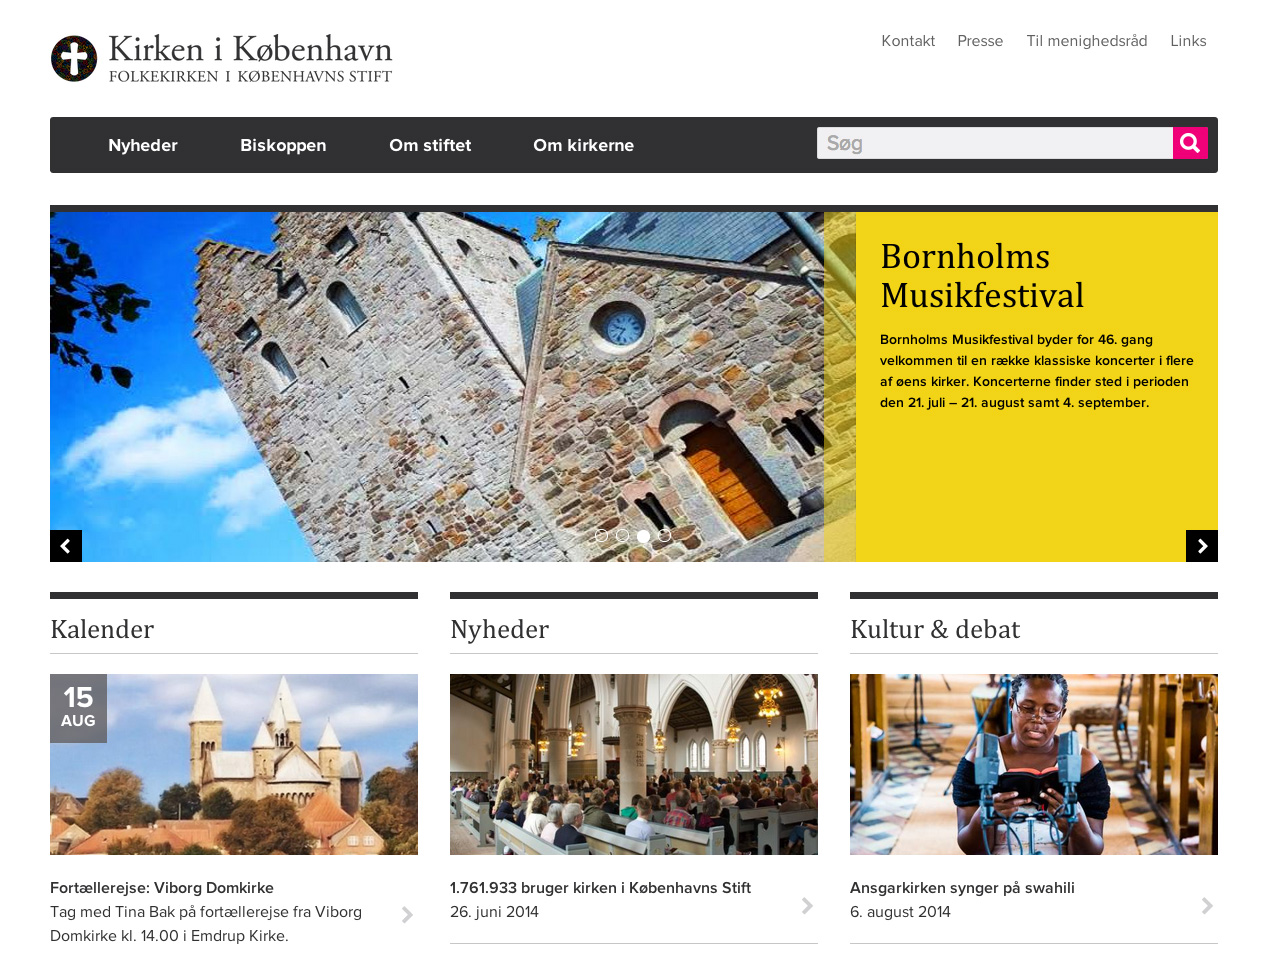 Kirken i København
FOLKEKIRKEN I KØBENHAVNS STIFT
Kontakt Presse Til menighedsråd Links
Nyheder Biskoppen Om stiftet Om kirkerne Søg
Bornholms
Musikfestival
Bornholms Musikfestival byder for 46. gang
velkommen til en række klassiske koncerter i flere
af øens kirker. Koncerterne finder sted i perioden
den 21. juli – 21. august samt 4. september.
Kalender
15
AUG
Fortællerejse: Viborg Domkirke
Tag med Tina Bak på fortællerejse fra Viborg
Domkirke kl. 14.00 i Emdrup Kirke.
Nyheder
1.761.933 bruger kirken i Københavns Stift
26. juni 2014
Kultur & debat
Ansgarkirken synger på swahili
6. august 2014